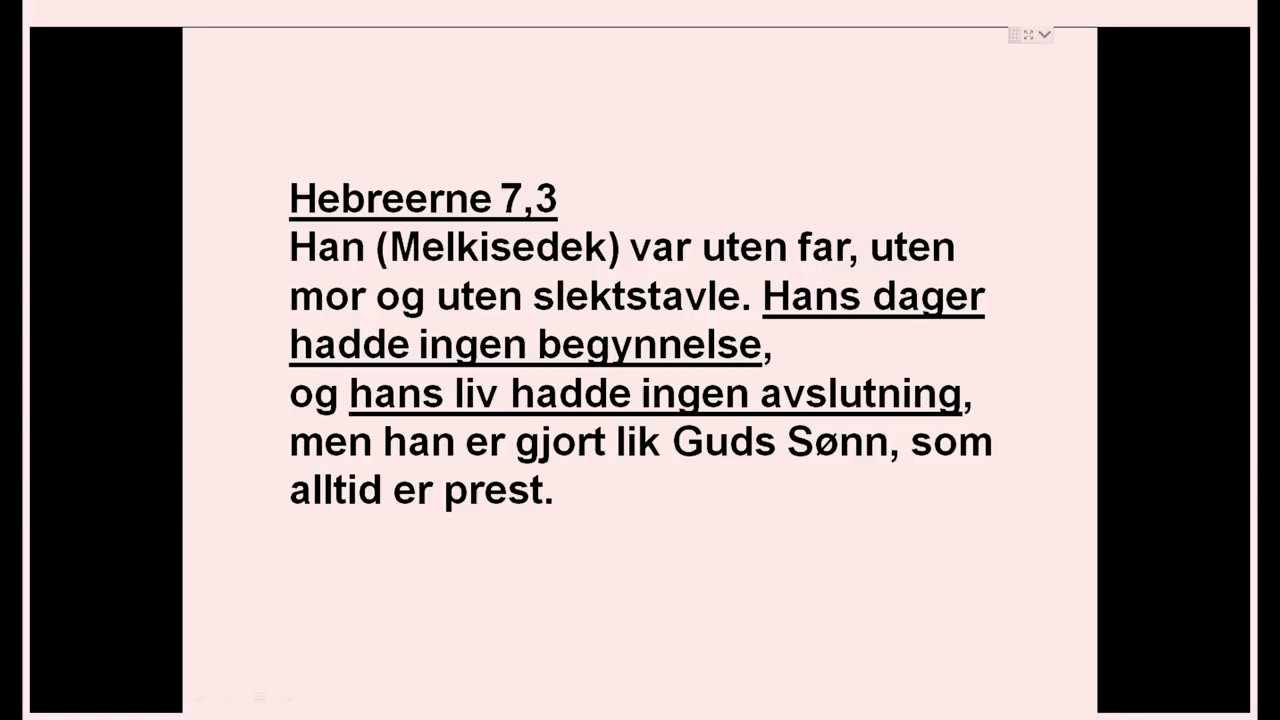 Hebreerne 7,3
Han (Melkisedek) var uten far, uten
mor og uten slektstavle. Hans dager
hadde ingen begynnelse,
og hans liv hadde ingen avslutning,
men han er gjort lik Guds Sønn, som
alltid er prest.